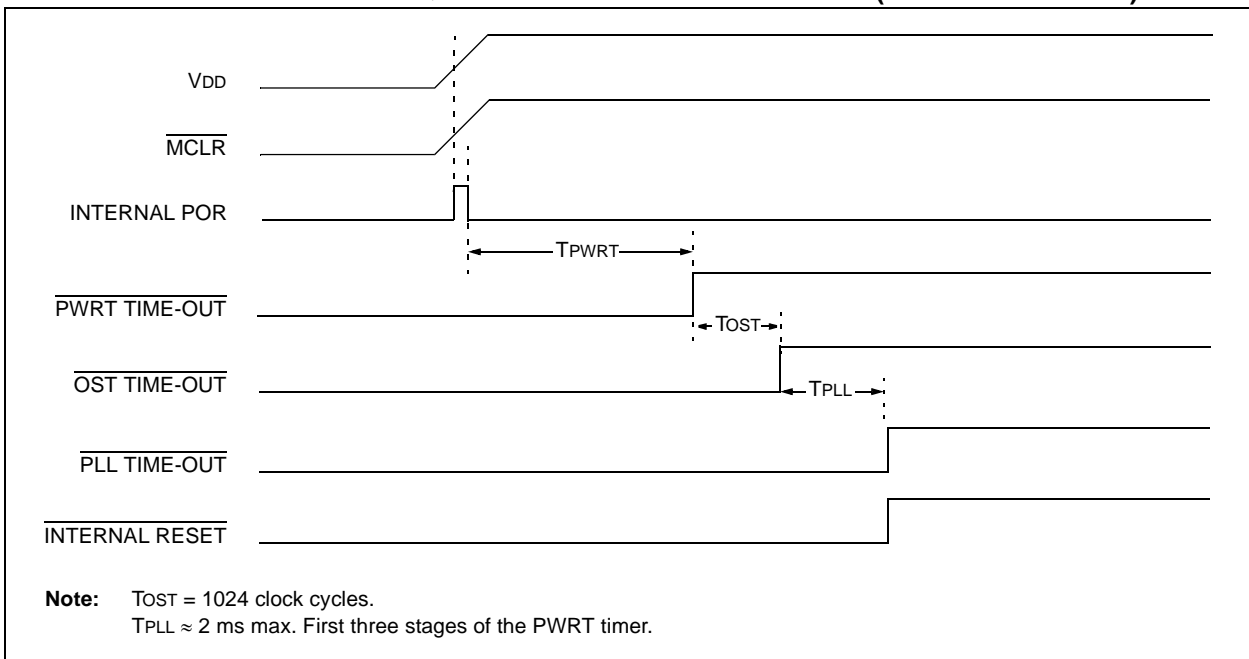 VDD
MCLR
INTERNAL POR
TPWRT
PWRT TIME-OUT
TOST
OST TIME-OUT
TPLL
PLL TIME-OUT
INTERNAL RESET
Note: TOST = 1024 clock cycles.
TPLL ≈ 2 ms max. First three stages of the PWRT timer.